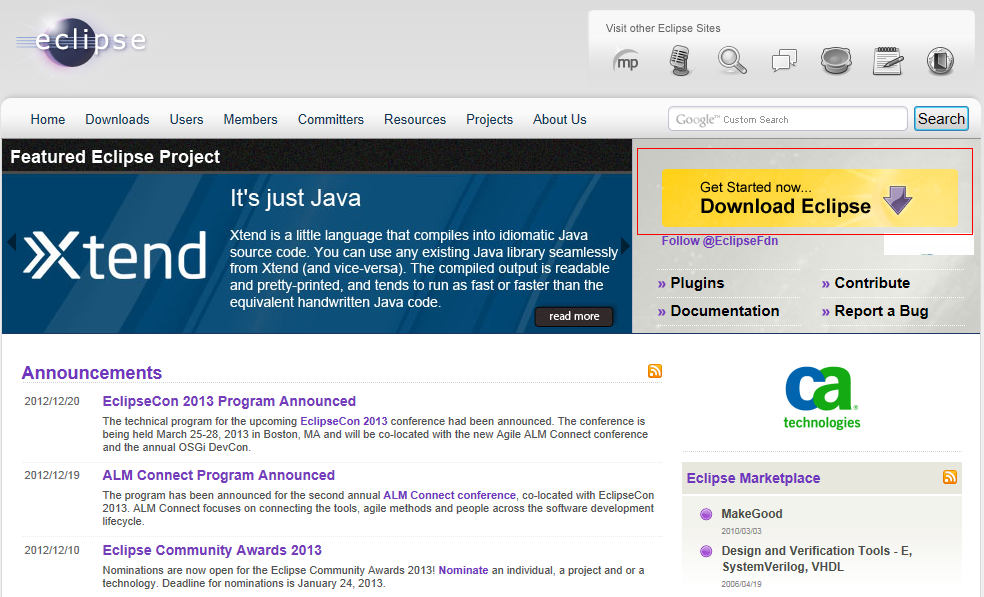 eclipse
Visit other Eclipse Sites
mp
Home Downloads Users Members Committers Resources Projects About Us
Google™ Custom Search
Search
Featured Eclipse Project
Xtend
It's just Java
Xtend is a little language that compiles into idiomatic Java
source code. You can use any existing Java library seamlessly
from Xtend (and vice-versa). The compiled output is readable
and pretty-printed, and tends to run as fast or faster than the
equivalent handwritten Java code.
read more
Get Started now...
Download Eclipse
Follow @EclipseFdn
» Plugins
» Contribute
» Documentation
» Report a Bug
Announcements
2012/12/20 EclipseCon 2013 Program Announced
The technical program for the upcoming EclipseCon 2013 conference had been announced. The conference is
being held March 25-28, 2013 in Boston, MA and will be co-located with the new Agile ALM Connect conference
and the annual OSGi DevCon.
2012/12/19 ALM Connect Program Announced
The program has been announced for the second annual ALM Connect conference, co-located with EclipseCon
2013. ALM Connect focuses on connecting the tools, agile methods and people across the software development
lifecycle.
2012/12/10 Eclipse Community Awards 2013
Nominations are now open for the Eclipse Community Awards 2013! Nominate an individual, a project and or a
technology. Deadline for nominations is January 24, 2013.
ca
technologies
Eclipse Marketplace
MakeGood
2010/03/03
Design and Verification Tools - E,
SystemVerilog, VHDL
2006/04/19